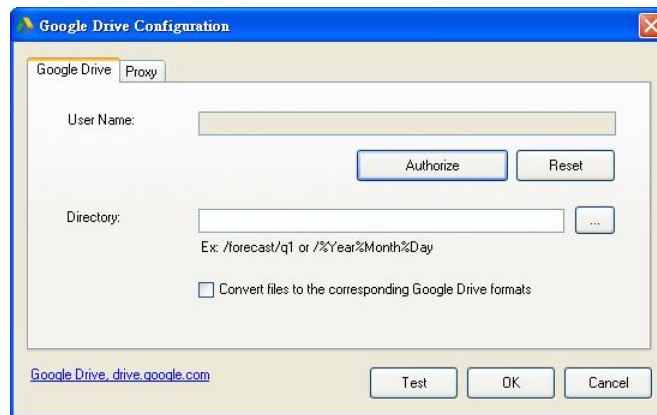 Google Drive Configuration
Google Drive Proxy
User Name:
Authorize Reset
Directory: ...
Ex: /forecast/q1 or /%Year%Month%Day
Convert files to the corresponding Google Drive formats
Google Drive, drive.google.com Test OK Cancel